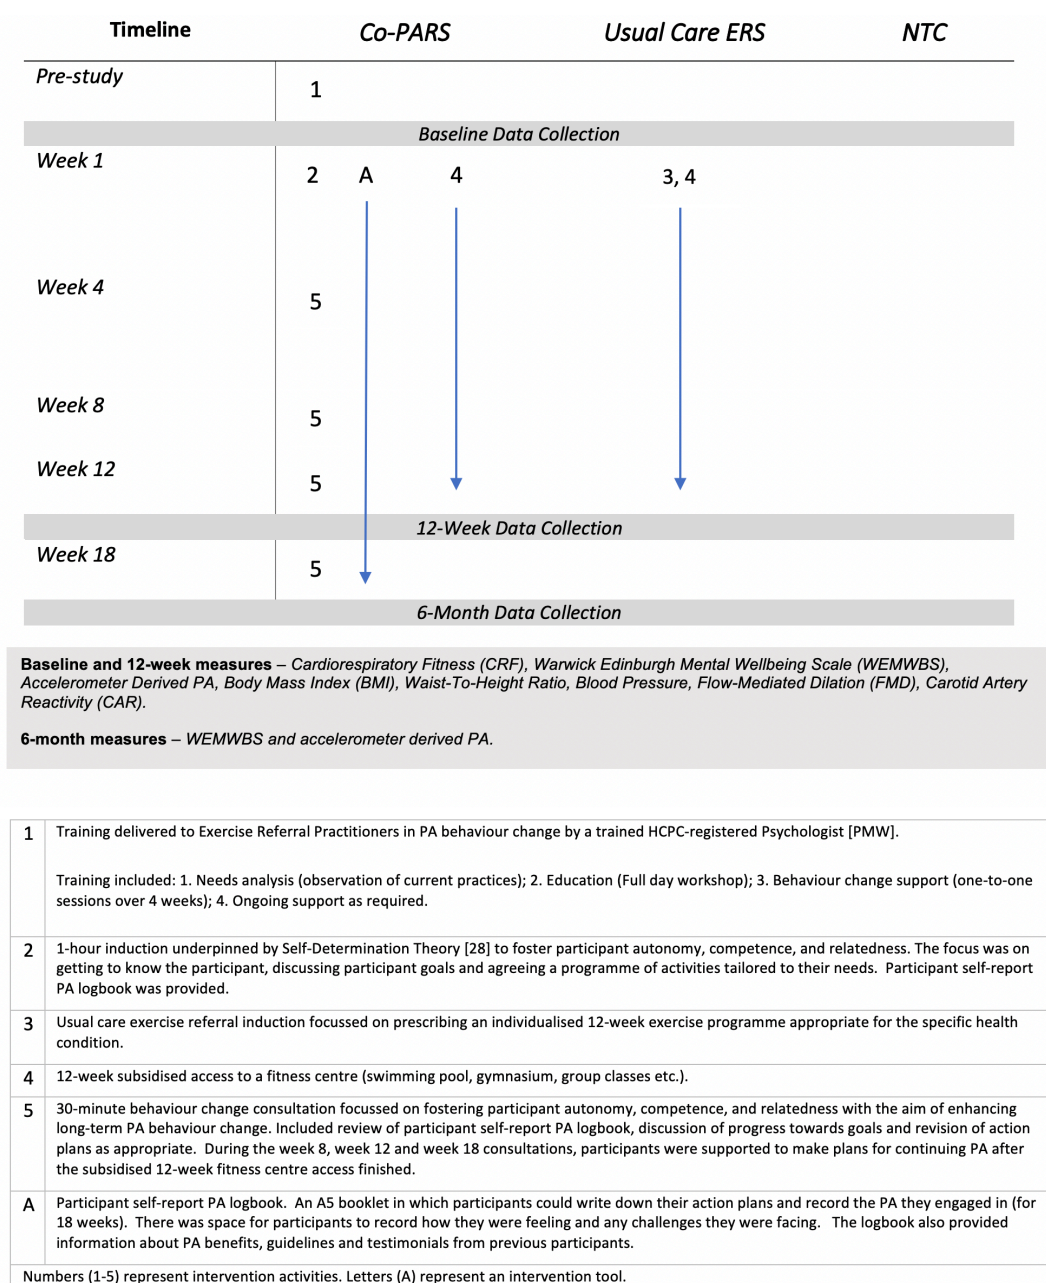 Timeline Co-PARS Usual Care ERS NTC
Pre-study
1
Baseline Data Collection
Week 1
2 A 4 3, 4
Week 4
5
Week 8
5
Week 12
5
12-Week Data Collection
Week 18
5
6-Month Data Collection
Baseline and 12-week measures – Cardiorespiratory Fitness (CRF), Warwick Edinburgh Mental Wellbeing Scale (WEMWBS),
Accelerometer Derived PA, Body Mass Index (BMI), Waist-To-Height Ratio, Blood Pressure, Flow-Mediated Dilation (FMD), Carotid Artery
Reactivity (CAR).
6-month measures – WEMWBS and accelerometer derived PA.
1 Training delivered to Exercise Referral Practitioners in PA behaviour change by a trained HCPC-registered Psychologist [PMW].
Training included: 1. Needs analysis (observation of current practices); 2. Education (Full day workshop); 3. Behaviour change support (one-to-one
sessions over 4 weeks); 4. Ongoing support as required.
2 1-hour induction underpinned by Self-Determination Theory [28] to foster participant autonomy, competence, and relatedness. The focus was on
getting to know the participant, discussing participant goals and agreeing a programme of activities tailored to their needs. Participant self-report
PA logbook was provided.
3 Usual care exercise referral induction focussed on prescribing an individualised 12-week exercise programme appropriate for the specific health
condition.
4 12-week subsidised access to a fitness centre (swimming pool, gymnasium, group classes etc.).
5 30-minute behaviour change consultation focussed on fostering participant autonomy, competence, and relatedness with the aim of enhancing
long-term PA behaviour change. Included review of participant self-report PA logbook, discussion of progress towards goals and revision of action
plans as appropriate. During the week 8, week 12 and week 18 consultations, participants were supported to make plans for continuing PA after
the subsidised 12-week fitness centre access finished.
A Participant self-report PA logbook. An A5 booklet in which participants could write down their action plans and record the PA they engaged in (for
18 weeks). There was space for participants to record how they were feeling and any challenges they were facing. The logbook also provided
information about PA benefits, guidelines and testimonials from previous participants.
Numbers (1-5) represent intervention activities. Letters (A) represent an intervention tool.